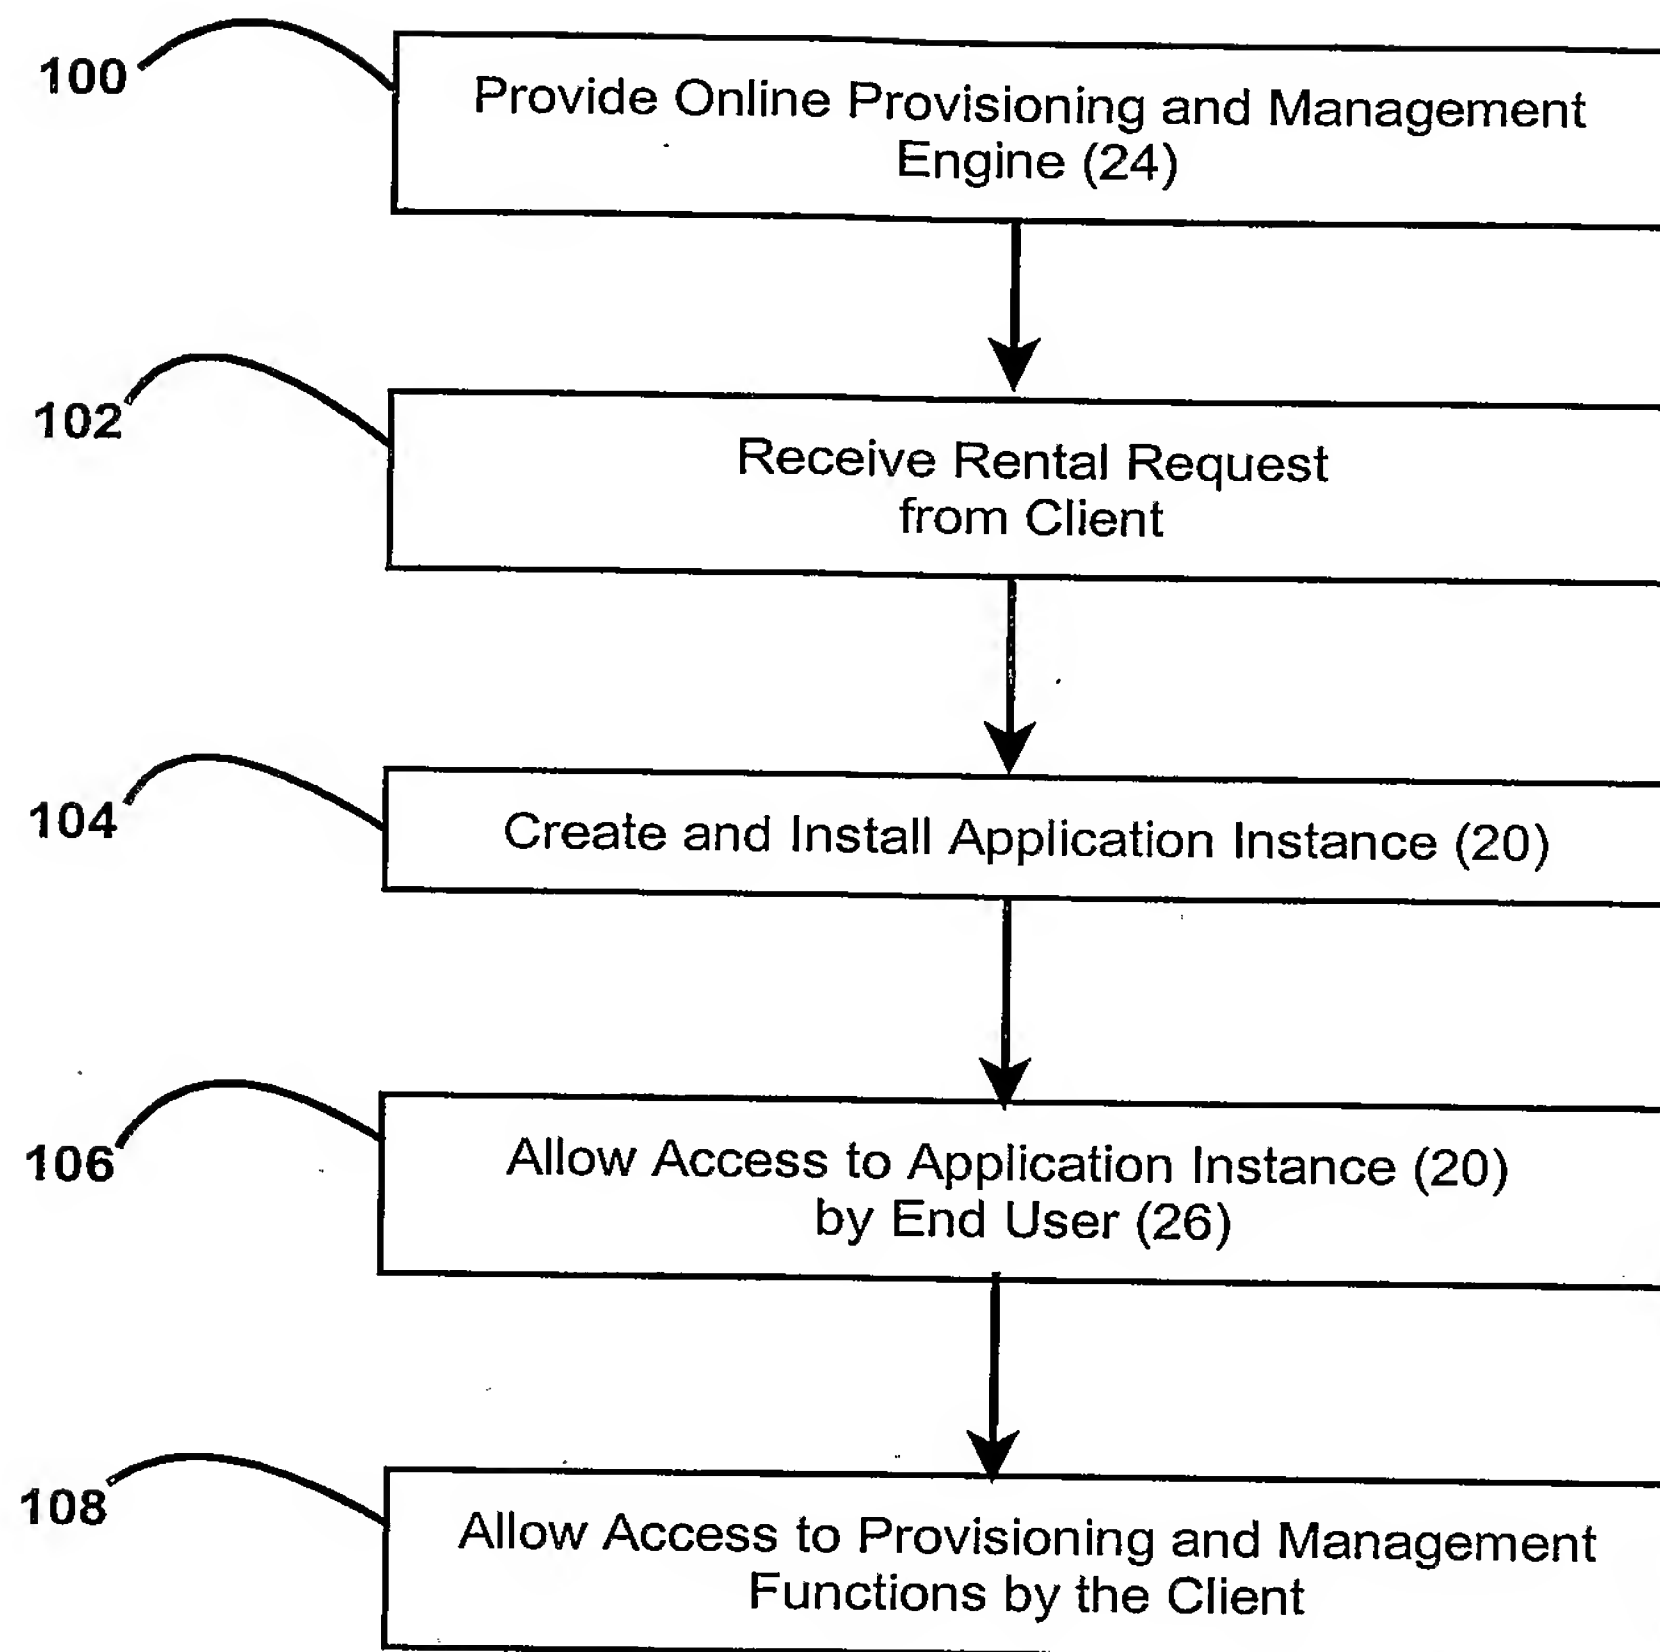 100
Provide Online Provisioning and Management
Engine (24)
102
Receive Rental Request
from Client
104
Create and Install Application Instance (20)
106
Allow Access to Application Instance (20)
by End User (26)
108
Allow Access to Provisioning and Management
Functions by the Client